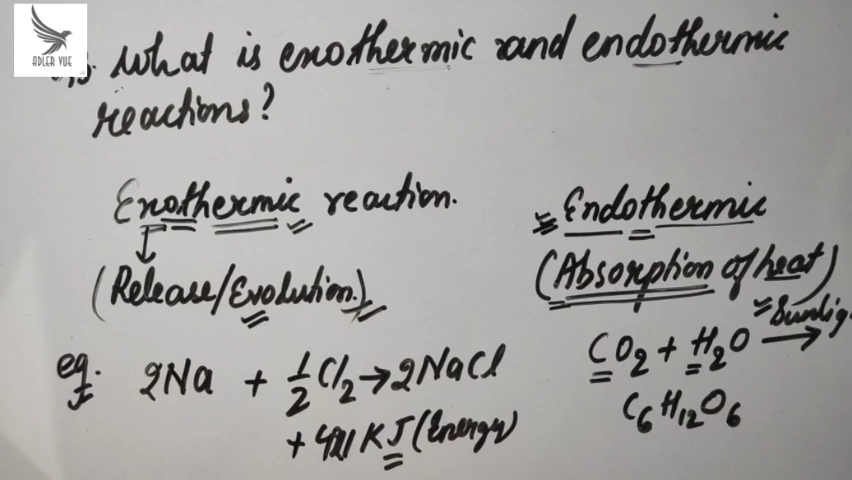 ADLER VUE
What is exothermic and endothermic
reactions?
Exothermic reaction.
(Release/Evolution.)
eg. 2Na + 1/2 Cl2 → 2NaCl
+ 421 KJ (Energy)
Endothermic
(Absorption of heat)
Sunlig
CO2 + H2O →
C6H12O6